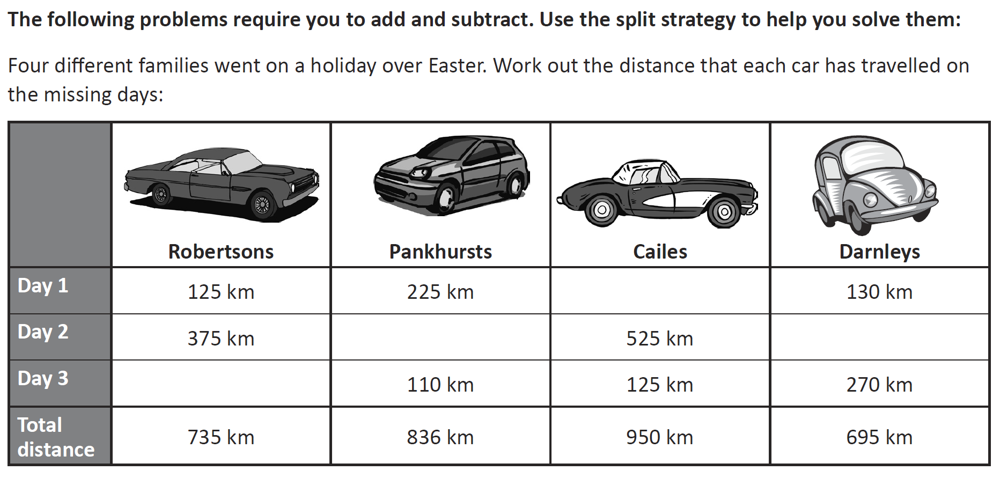 The following problems require you to add and subtract. Use the split strategy to help you solve them:
Four different families went on a holiday over Easter. Work out the distance that each car has travelled on
the missing days:
Robertsons Pankhursts Cailes Darnleys
Day 1 125 km 225 km 130 km
Day 2 375 km 525 km
Day 3 110 km 125 km 270 km
Total
distance 735 km 836 km 950 km 695 km